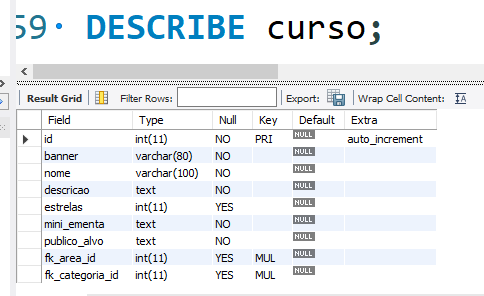 59 DESCRIBE curso;
Result Grid Filter Rows: Export: Wrap Cell Content: IA
Field Type Null Key Default Extra
id int(11) NO PRI NULL auto_increment
banner varchar(80) NO NULL
nome varchar(100) NO NULL
descricao text NO NULL
estrelas int(11) YES NULL
mini_ementa text NO NULL
publico_alvo text NO NULL
fk_area_id int(11) YES MUL NULL
fk_categoria_id int(11) YES MUL NULL